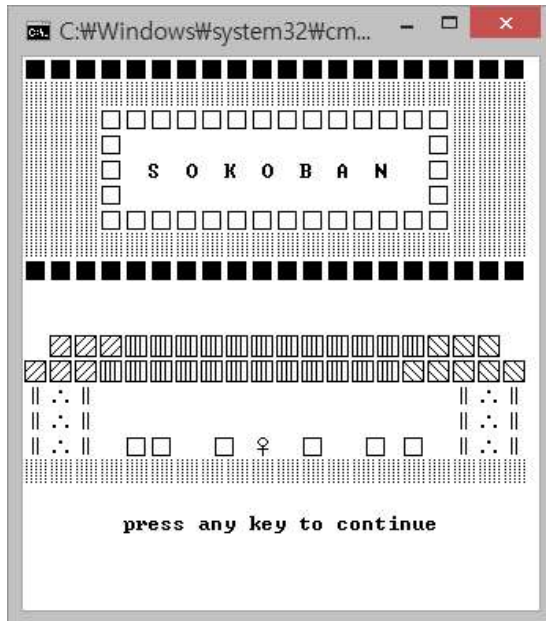 C:₩Windows₩system32₩cm...
S O K O B A N
press any key to continue